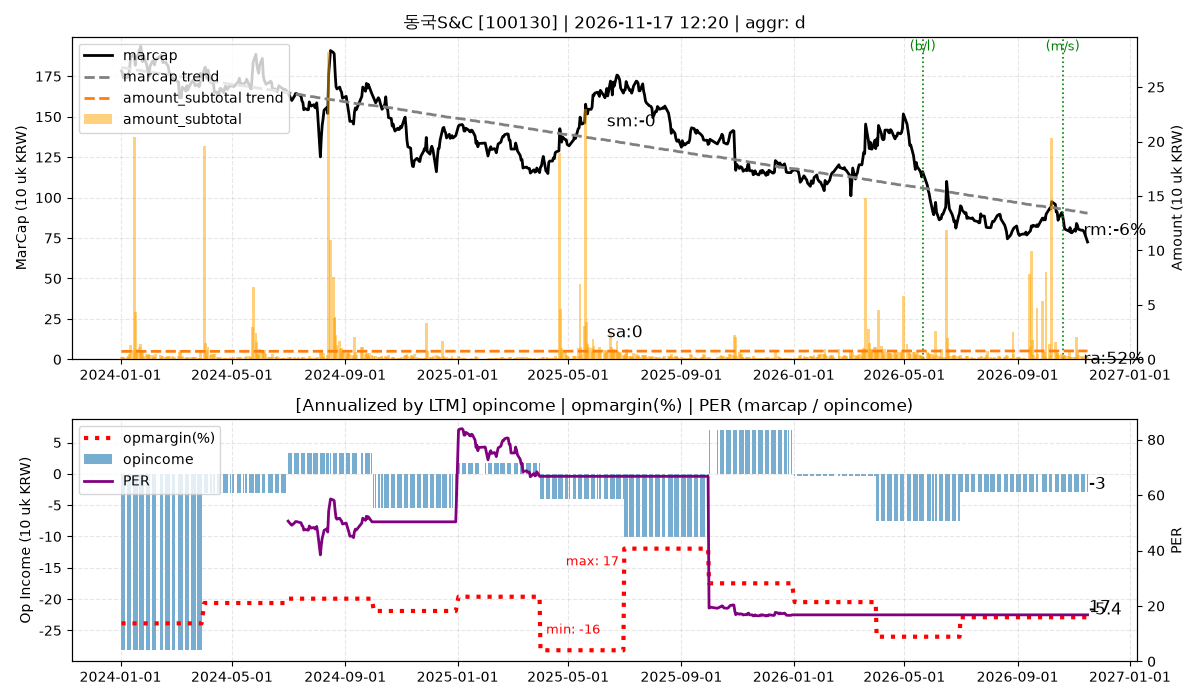 동국S&C [100130] | 2026-11-17 12:20 | aggr: d
MarCap (10 uk KRW)
175
150
125
100
75
50
25
0
marcap
marcap trend
amount_subtotal trend
amount_subtotal
(b/l)
(m/s)
sm:-0
sa:0
rm:-6%
ra:52%
25
20
15
10
5
0
Amount (10 uk KRW)
2024-01-01
2024-05-01
2024-09-01
2025-01-01
2025-05-01
2025-09-01
2026-01-01
2026-05-01
2026-09-01
2027-01-01
[Annualized by LTM] opincome | opmargin(%) | PER (marcap / opincome)
Op Income (10 uk KRW)
5
0
-5
-10
-15
-20
-25
opmargin(%)
opincome
PER
max: 17
min: -16
-3
17
-5.4
80
60
40
20
0
PER
2024-01-01
2024-05-01
2024-09-01
2025-01-01
2025-05-01
2025-09-01
2026-01-01
2026-05-01
2026-09-01
2027-01-01